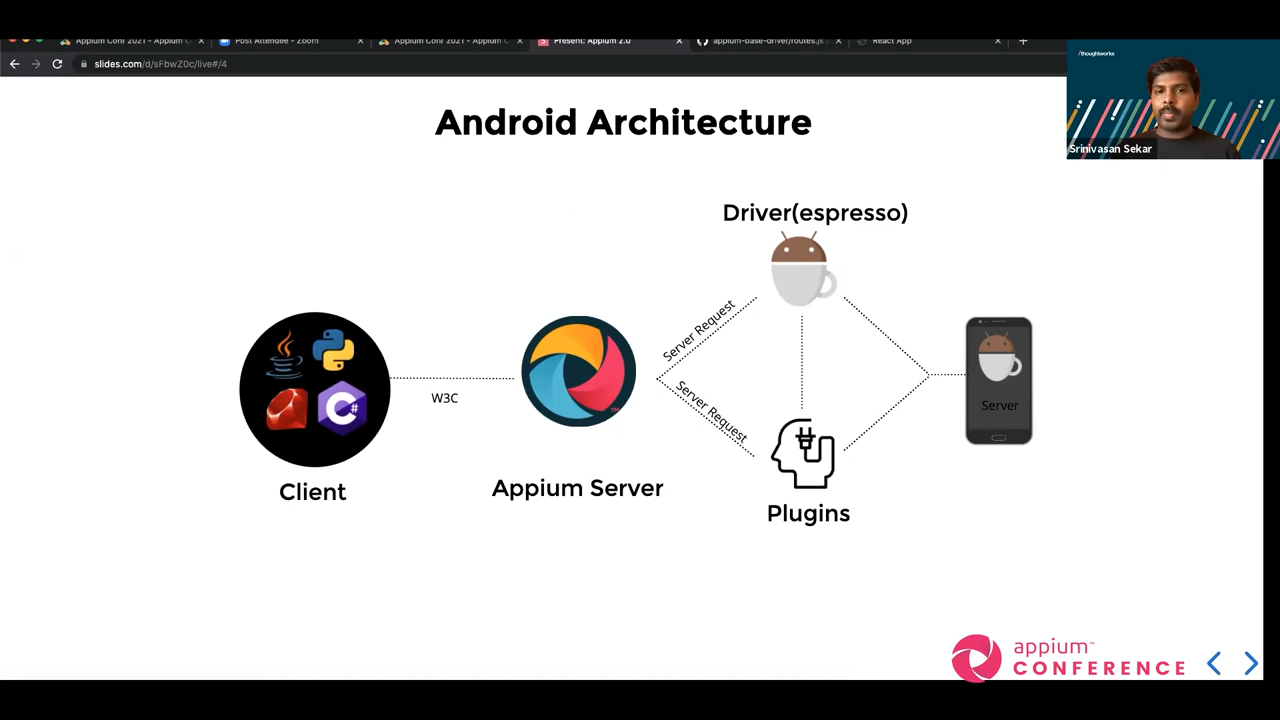 Appium Conf 2021 - Appium C
Post Attendee - Zoom
Appium Conf 2021 - Appium C
Present: Appium 2.0
appium-base-driver/routes.js
React App
slides.com/d/sFbwZ0c/live#/4
/thoughtworks
Srinivasan Sekar
Android Architecture
Driver(espresso)
Server Request
W3C
Server Request
Server
Client
Appium Server
Plugins
C#
appium™
CONFERENCE